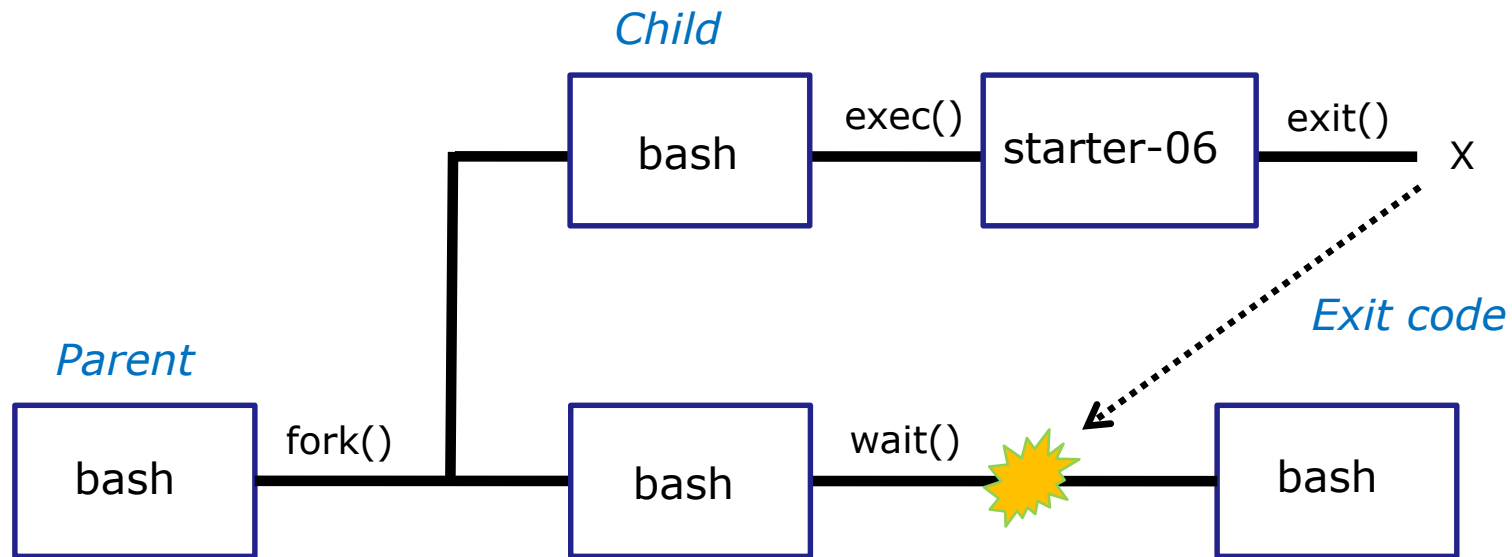 Child
bash
exec()
starter-06
exit()
X
Exit code
Parent
bash
fork()
bash
wait()
bash